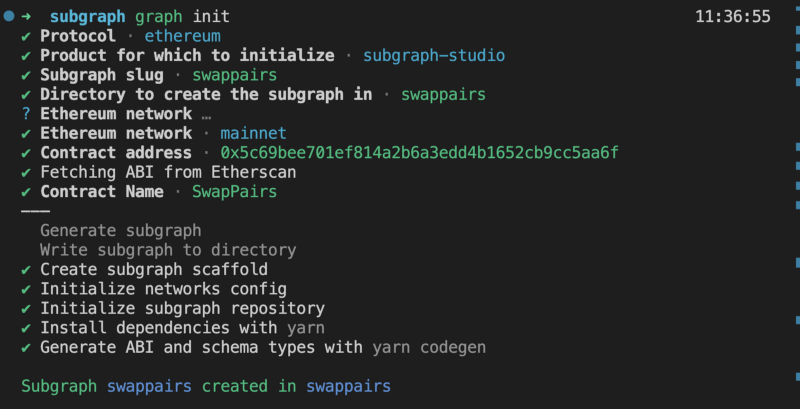 ➜ subgraph graph init 11:36:55
✔ Protocol · ethereum
✔ Product for which to initialize · subgraph-studio
✔ Subgraph slug · swappairs
✔ Directory to create the subgraph in · swappairs
? Ethereum network …
✔ Ethereum network · mainnet
✔ Contract address · 0x5c69bee701ef814a2b6a3edd4b1652cb9cc5aa6f
✔ Fetching ABI from Etherscan
✔ Contract Name · SwapPairs
———
Generate subgraph
Write subgraph to directory
✔ Create subgraph scaffold
✔ Initialize networks config
✔ Initialize subgraph repository
✔ Install dependencies with yarn
✔ Generate ABI and schema types with yarn codegen
Subgraph swappairs created in swappairs